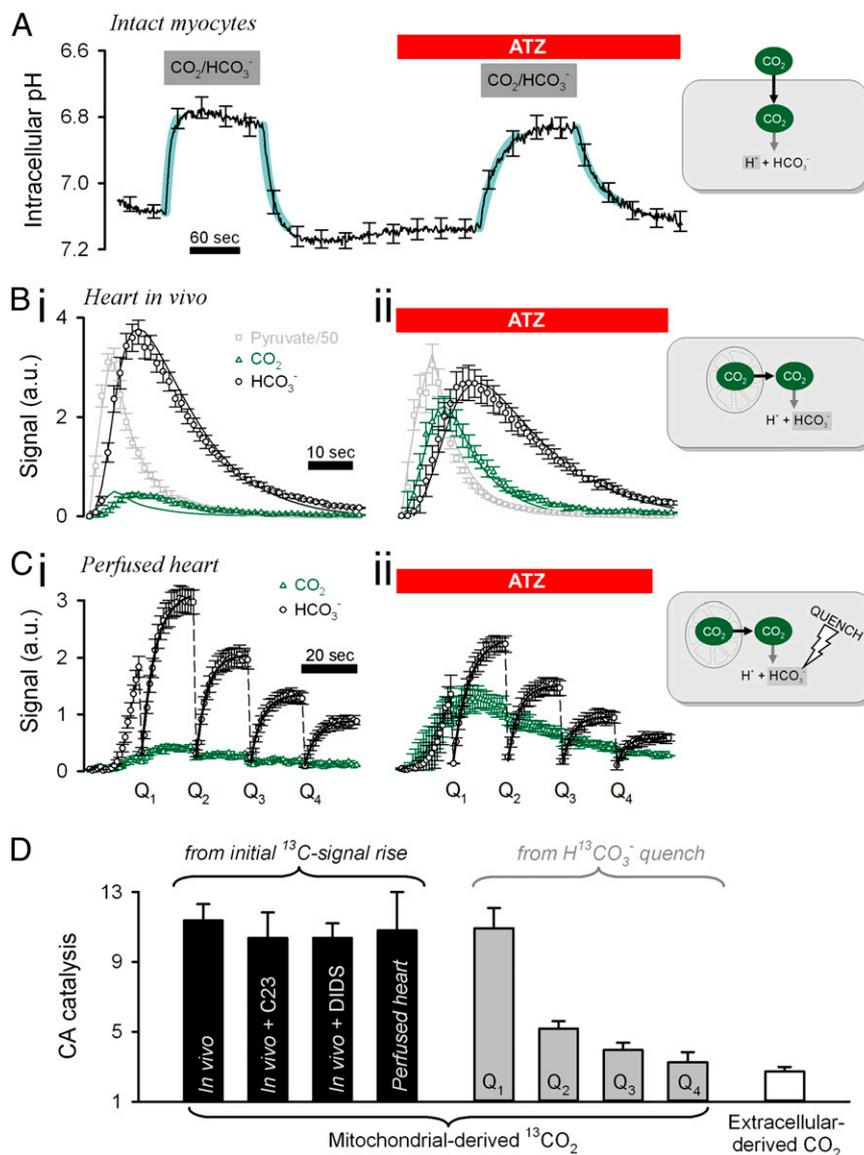 A
Intact myocytes
6.6
6.8
7.0
7.2
Intracellular pH
CO₂/HCO₃⁻
60 sec
ATZ
CO₂/HCO₃⁻
CO₂
CO₂
H⁺ + HCO₃⁻
B
i
Heart in vivo
4
2
0
Signal (a.u.)
Pyruvate/50
CO₂
HCO₃⁻
10 sec
ii
ATZ
CO₂
CO₂
H⁺ + HCO₃⁻
C
i
Perfused heart
3
2
1
0
Signal (a.u.)
CO₂
HCO₃⁻
20 sec
Q₁
Q₂
Q₃
Q₄
ii
ATZ
Q₁
Q₂
Q₃
Q₄
QUENCH
CO₂
CO₂
H⁺ + HCO₃⁻
D
from initial ¹³C-signal rise
from H¹³CO₃⁻ quench
13
11
5
1
CA catalysis
In vivo
In vivo + C23
In vivo + DIDS
Perfused heart
Q₁
Q₂
Q₃
Q₄
Mitochondrial-derived ¹³CO₂
Extracellular-
derived CO₂